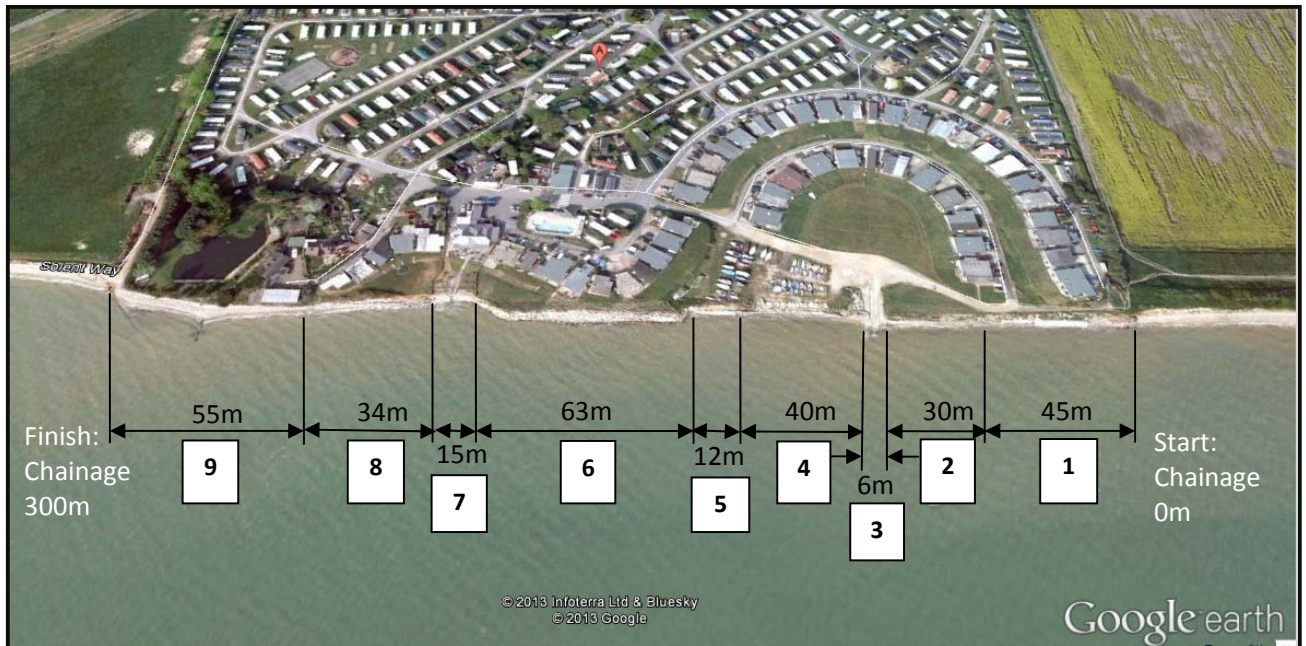 A
Solent Way
55m
34m
63m
40m
30m
45m
Finish:
Chainage
300m
15m
12m
6m
Start:
Chainage
0m
9
8
7
6
5
4
3
2
1
© 2013 Infoterra Ltd & Bluesky
© 2013 Google
Google earth